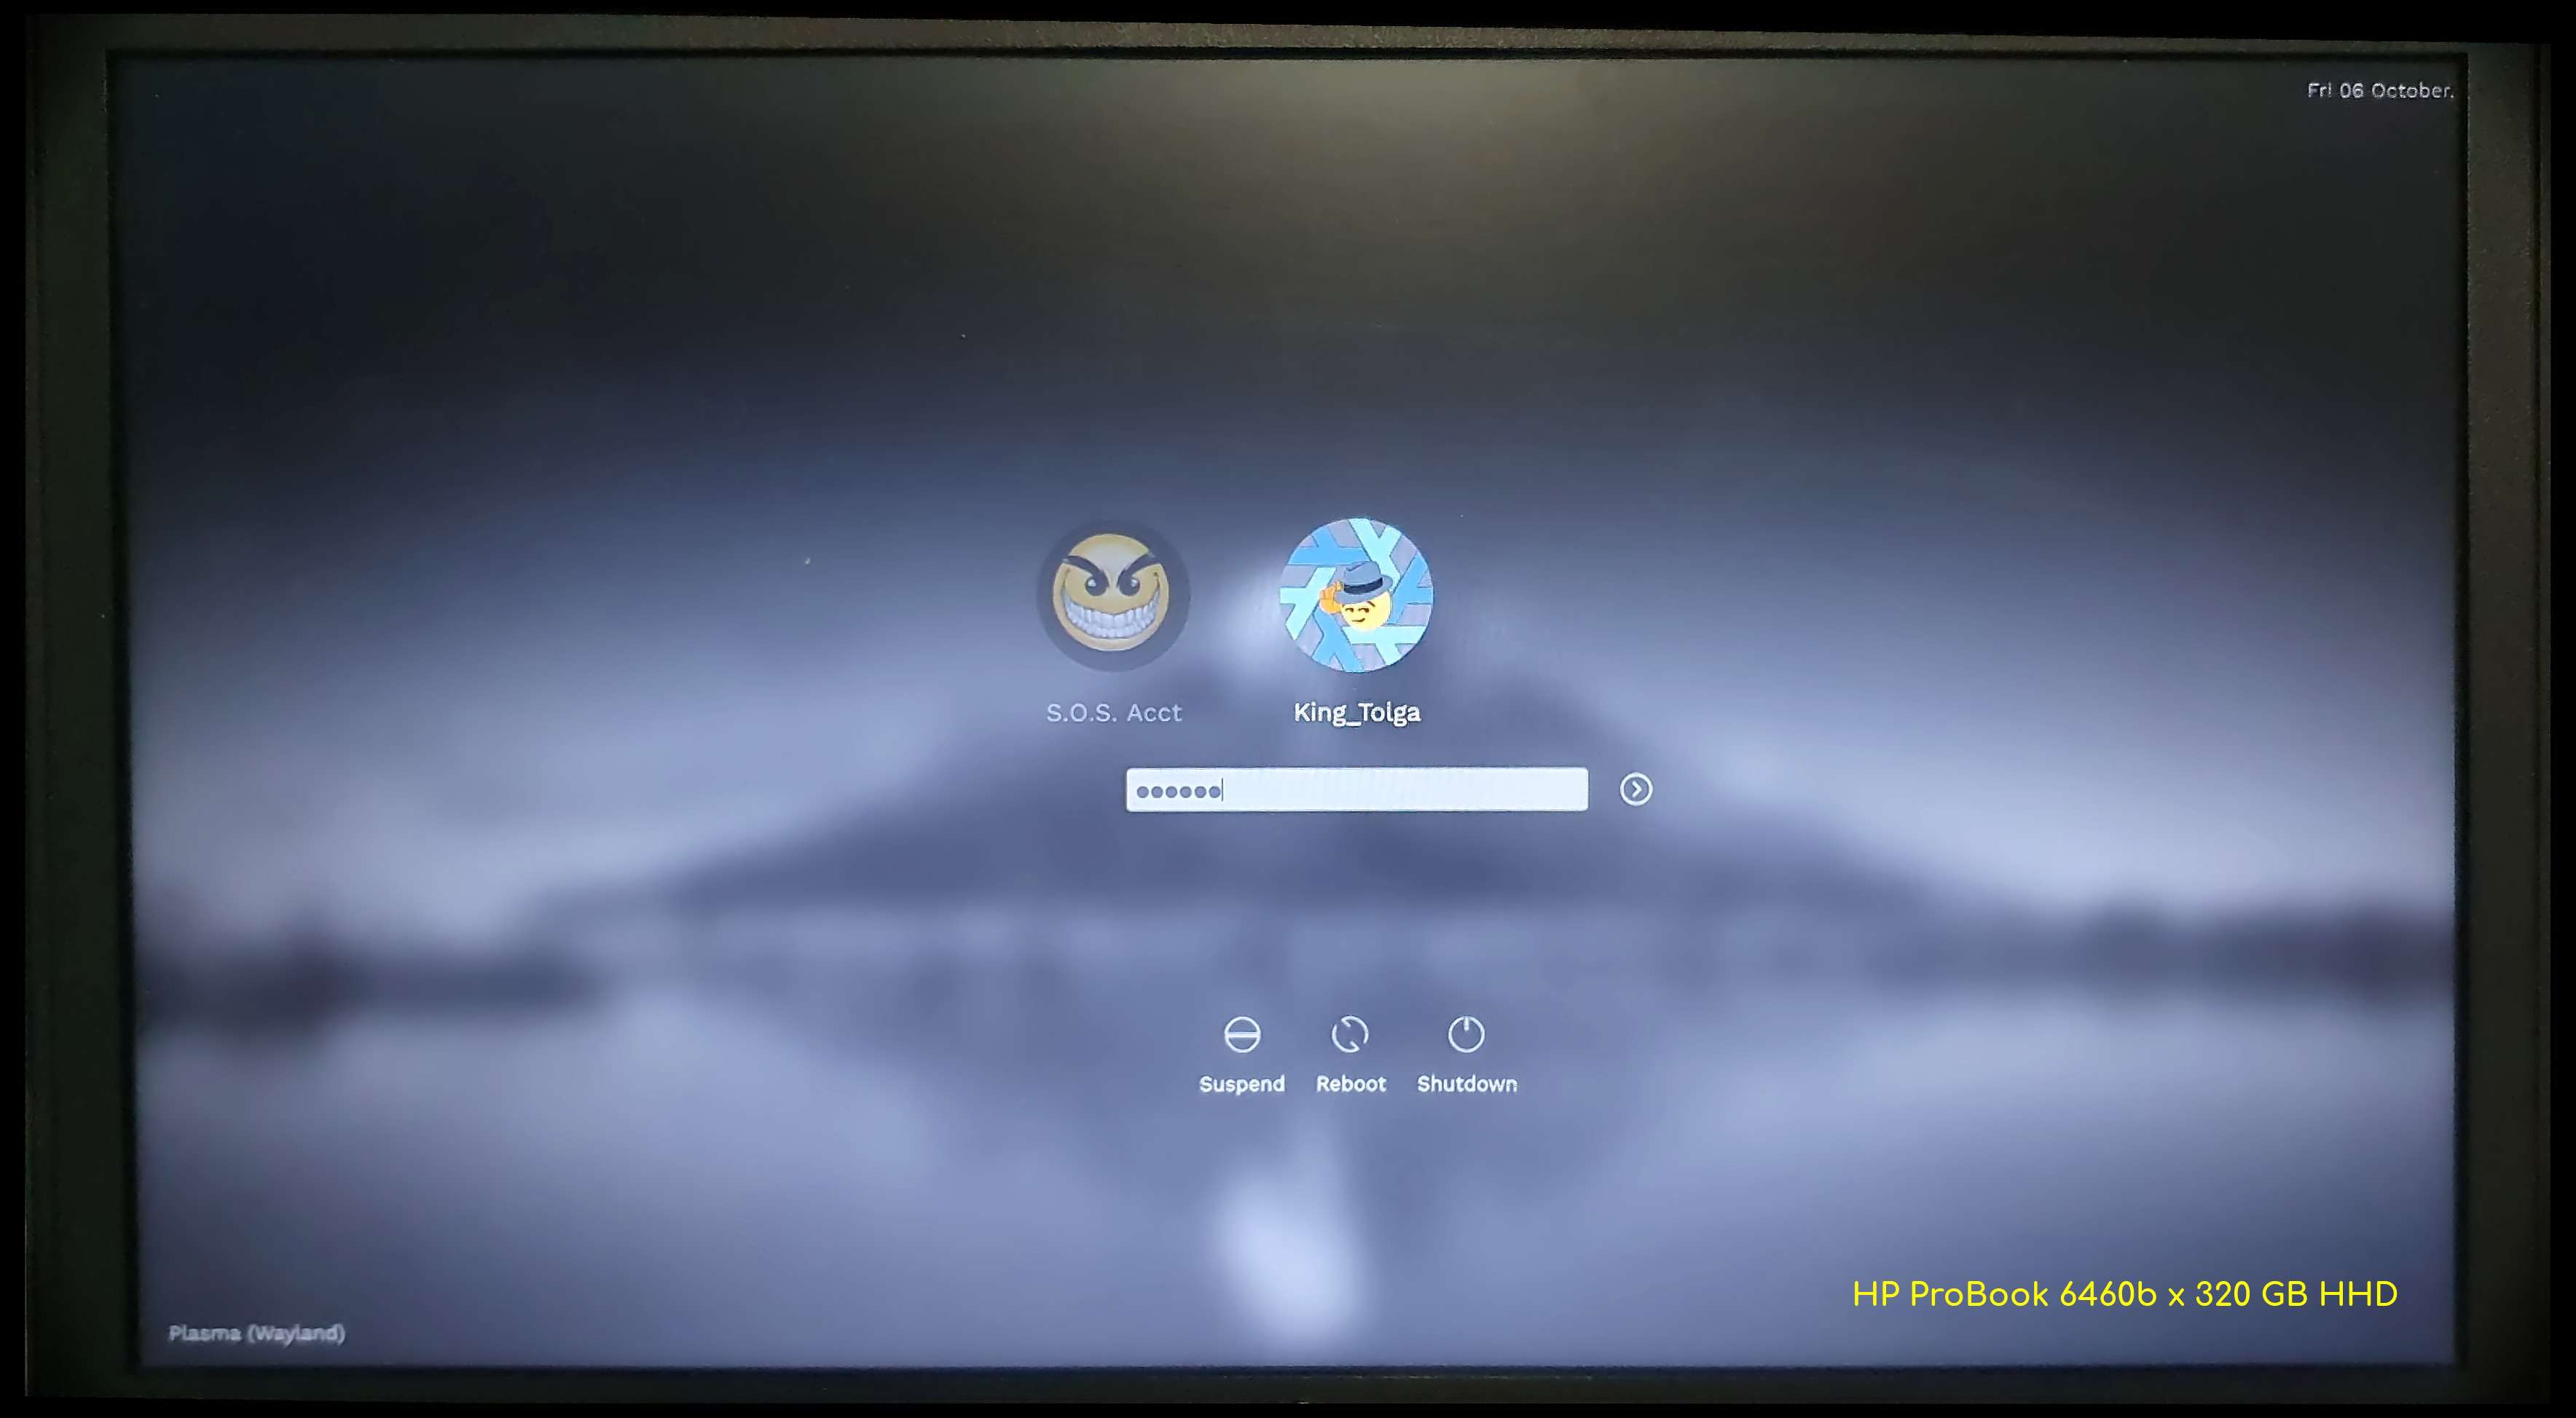 Fri 06 October.
S.O.S. Acct
King_Tolga
Suspend Reboot Shutdown
HP ProBook 6460b x 320 GB HHD
Plasma (Wayland)